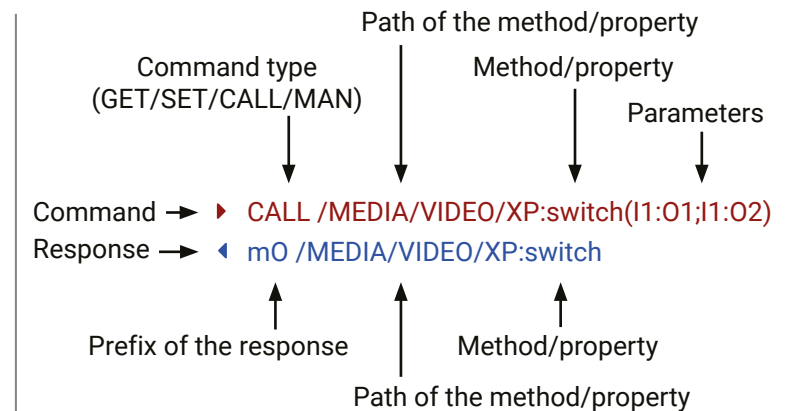 Path of the method/property
Command type
(GET/SET/CALL/MAN)
Method/property
Parameters
Command CALL /MEDIA/VIDEO/XP:switch(I1:O1;I1:O2)
Response mO /MEDIA/VIDEO/XP:switch
Prefix of the response
Method/property
Path of the method/property